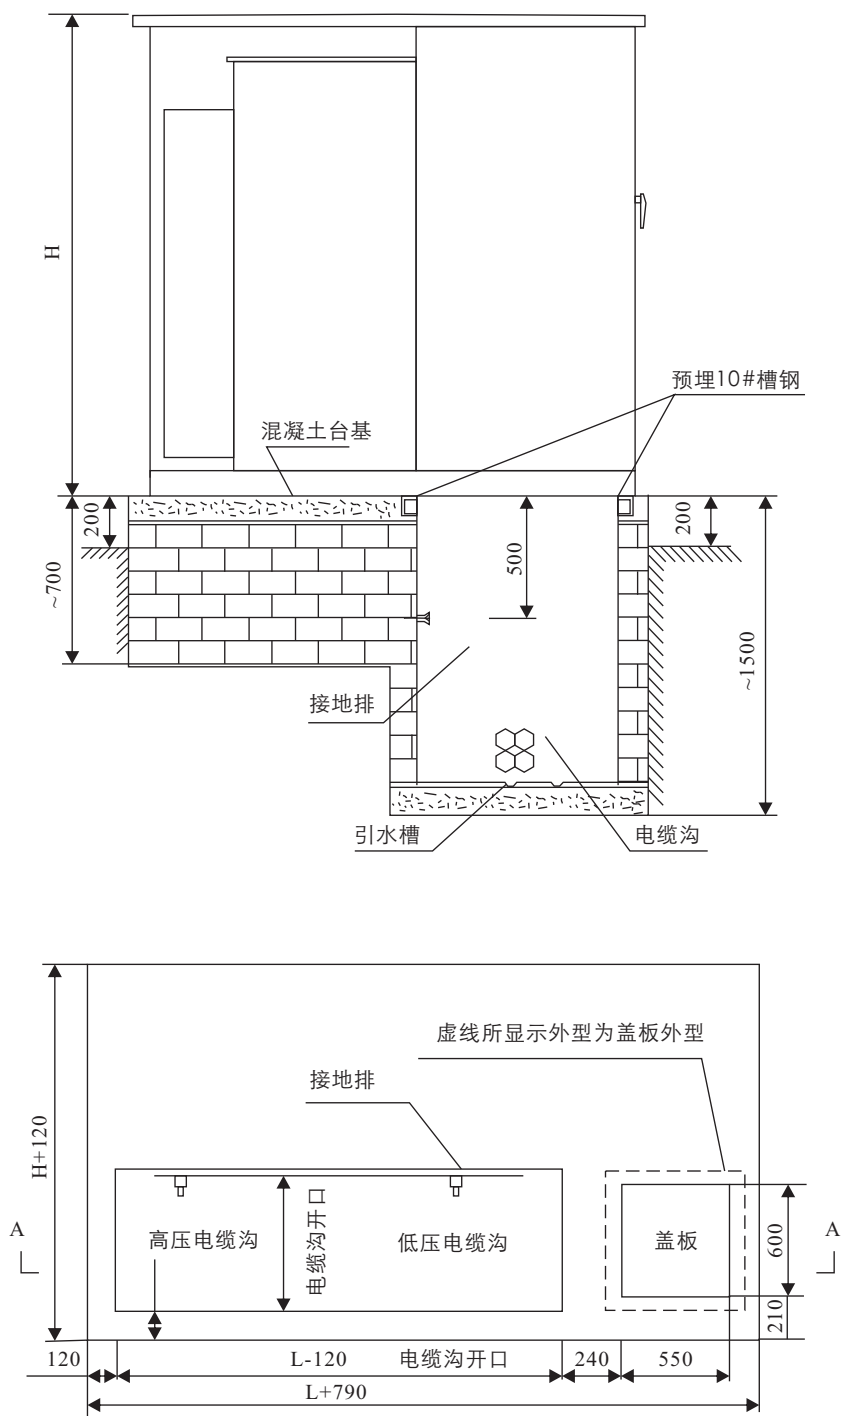 H
预埋10#槽钢
混凝土台基
200
200
500
~700
~1500
接地排
引水槽
电缆沟
虚线所显示外型为盖板外型
接地排
H+120
A
A
高压电缆沟
电缆沟开口
低压电缆沟
盖板
600
210
120
L-120
电缆沟开口
240
550
L+790